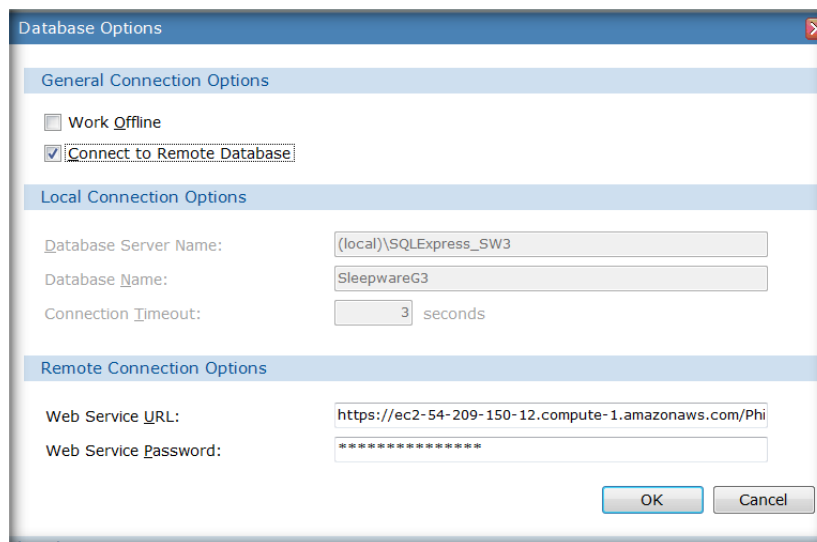 Database Options
General Connection Options
Work Offline
Connect to Remote Database
Local Connection Options
Database Server Name: (local)\SQLExpress_SW3
Database Name: SleepwareG3
Connection Timeout: 3 seconds
Remote Connection Options
Web Service URL: https://ec2-54-209-150-12.compute-1.amazonaws.com/Phi
Web Service Password: ***************
OK Cancel